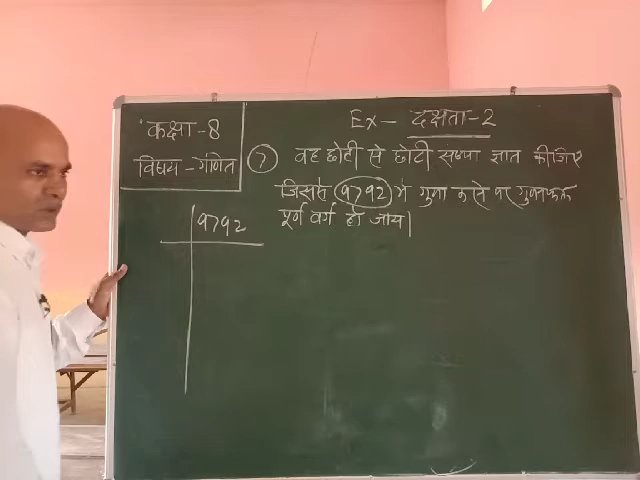 कक्षा - 8
विषय - गणित
Ex - दक्षता - 2
(7) वह छोटी से छोटी संख्या ज्ञात कीजिए
जिससे 9792 में गुणा करने पर गुणनफल
पूर्ण वर्ग हो जाय|
9792